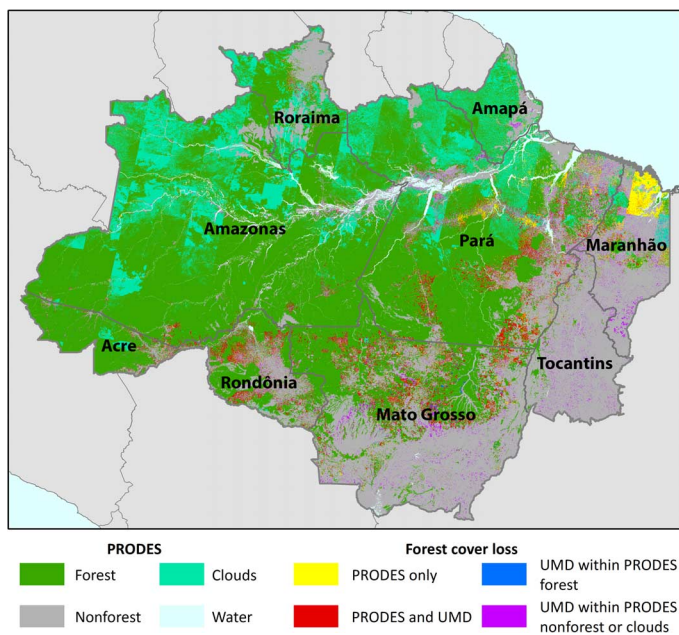 Roraima
Amapá
Amazonas
Pará
Maranhão
Acre
Rondônia
Tocantins
Mato Grosso
PRODES
Forest cover loss
Forest
Clouds
PRODES only
UMD within PRODES
forest
Nonforest
Water
PRODES and UMD
UMD within PRODES
nonforest or clouds